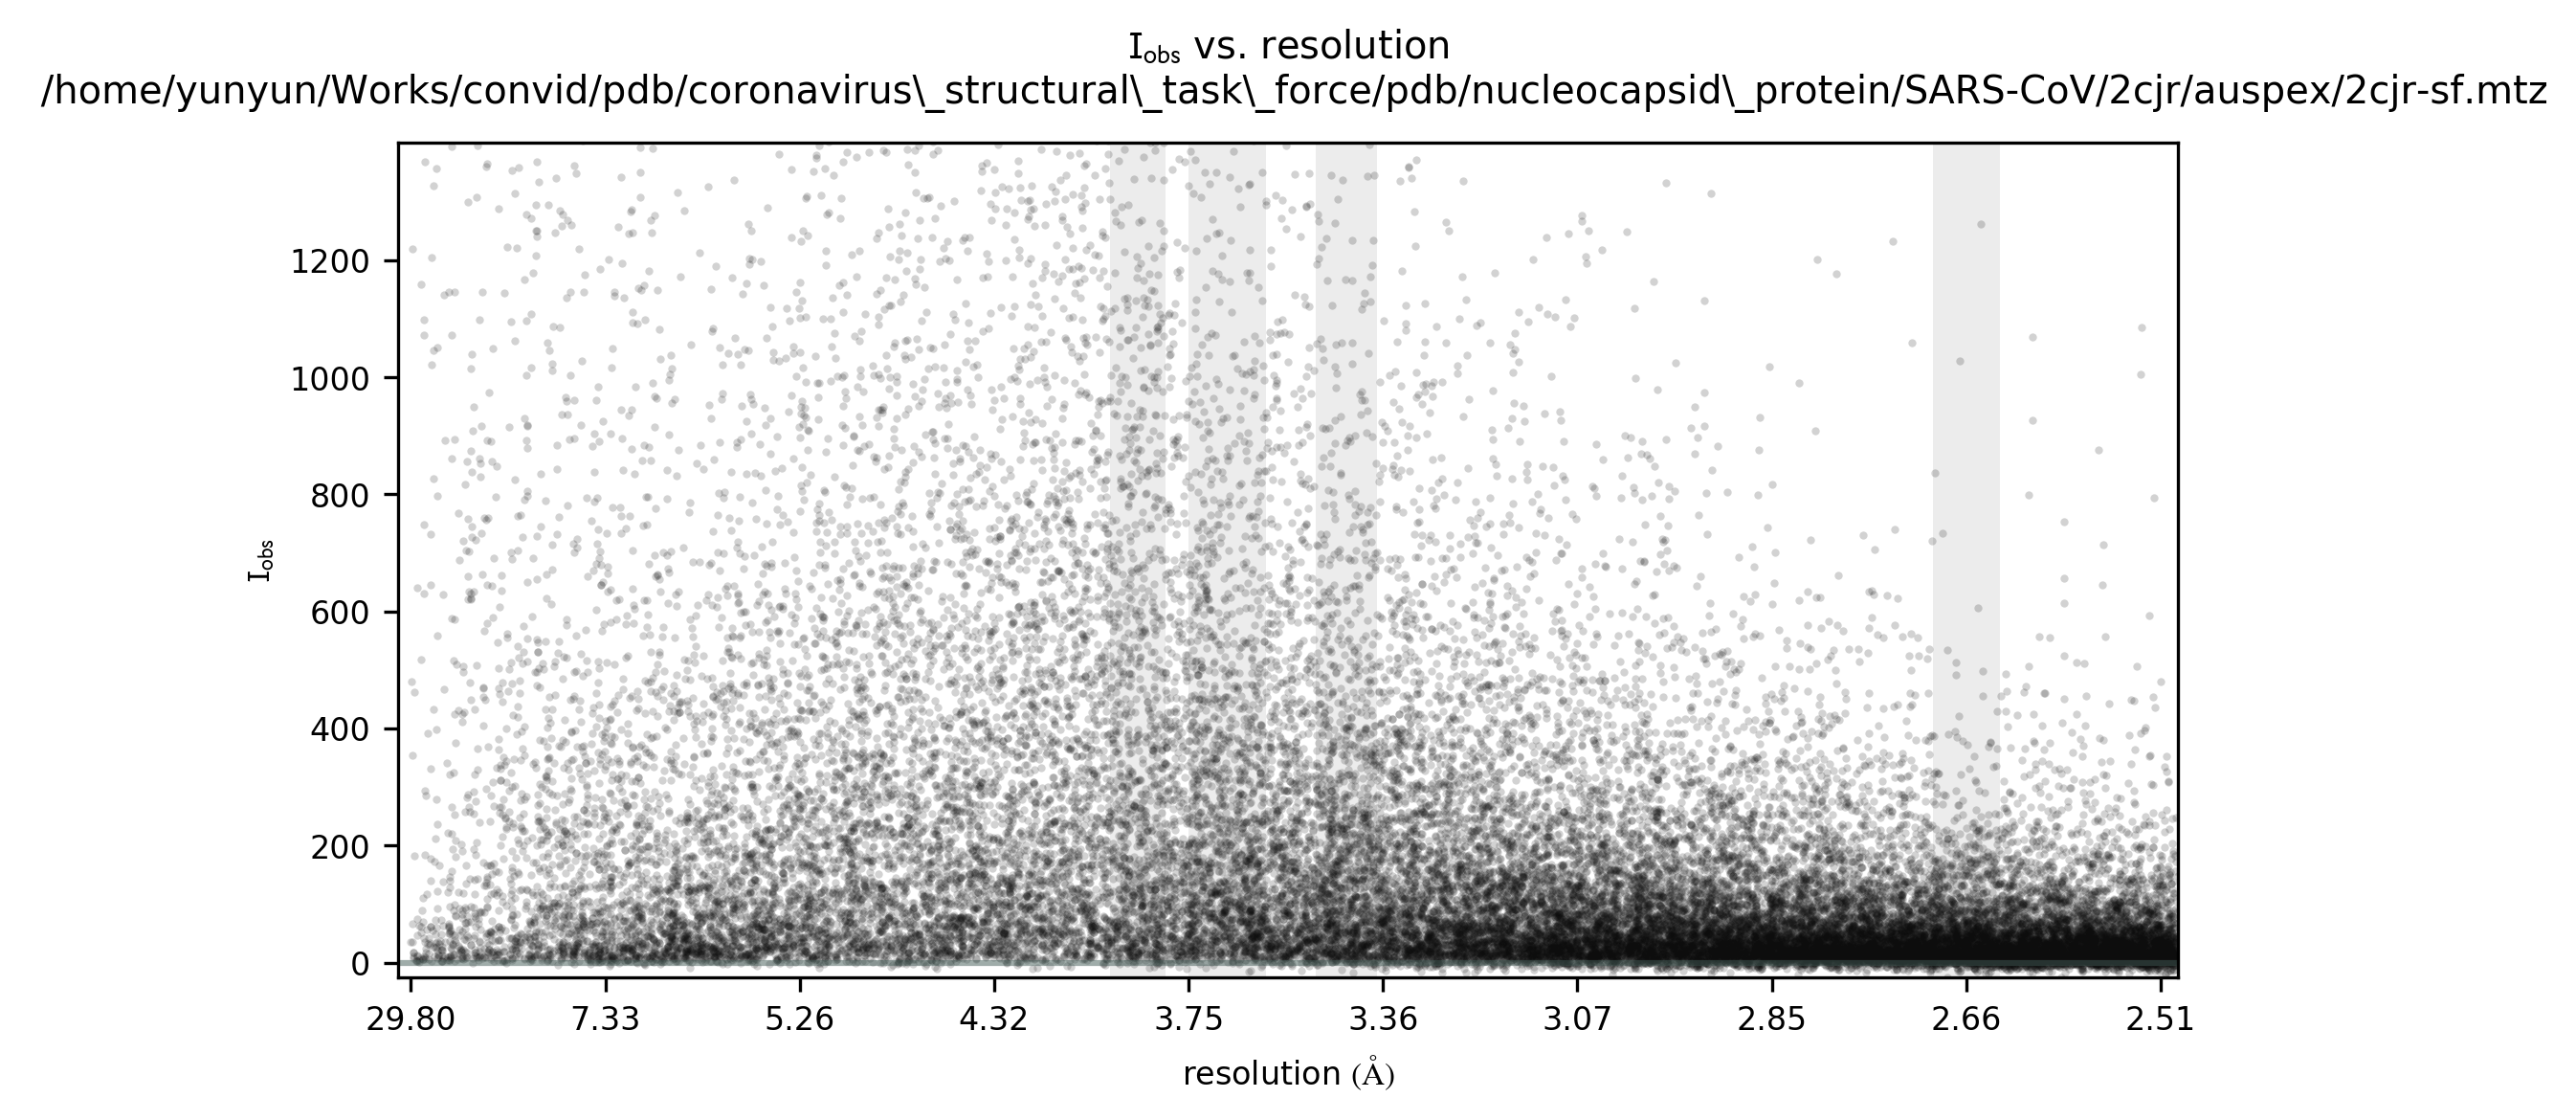 I_obs vs. resolution
/home/yunyun/Works/convid/pdb/coronavirus\_structural\_task\_force/pdb/nucleocapsid\_protein/SARS-CoV/2cjr/auspex/2cjr-sf.mtz
1200
1000
800
600
400
200
0
I_obs
29.80 7.33 5.26 4.32 3.75 3.36 3.07 2.85 2.66 2.51
resolution (Å)